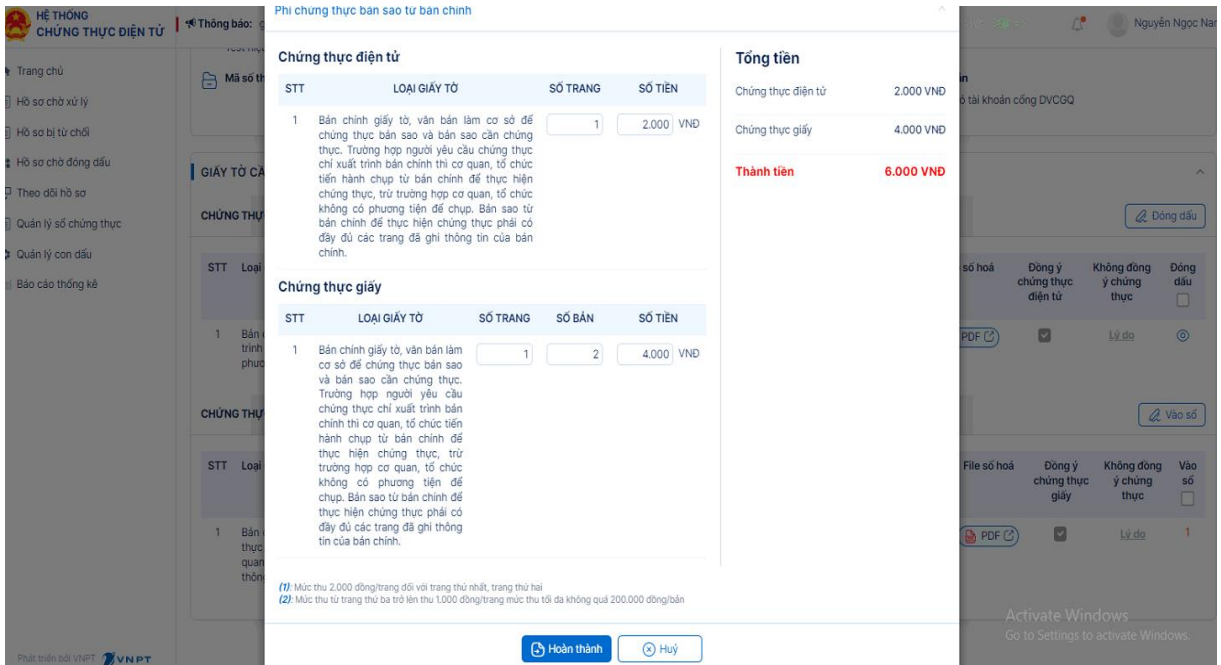 HỆ THỐNG
CHỨNG THỰC ĐIỆN TỬ
Thông báo:
Nguyễn Ngọc Nar
Trang chủ
Hồ sơ chờ xử lý
Hồ sơ bị từ chối
Hồ sơ chờ đóng dấu
Theo dõi hồ sơ
Quản lý sổ chứng thực
Quản lý con dấu
Báo cáo thống kê
Mã số th
tài khoản cổng DVCGQ
GIẤY TỜ CẦ
CHỨNG THỰ
Đóng dấu
STT Loại
số hoá Đồng ý chứng thực điện tử Không đồng ý chứng thực Đóng dấu
1 Bản
trình
phươ
PDF Lý do
CHỨNG THỰ
Vào sổ
STT Loại
File số hoá Đồng ý chứng thực giấy Không đồng ý chứng thực Vào sổ
1 Bản
thực
quan
thôn
PDF Lý do 1
Phí chứng thực bản sao từ bản chính
Chứng thực điện tử
STT LOẠI GIẤY TỜ SỐ TRANG SỐ TIỀN
1 Bản chính giấy tờ, văn bản làm cơ sở để 1 2.000 VNĐ
chứng thực bản sao và bản sao cần chứng
thực. Trường hợp người yêu cầu chứng thực
chỉ xuất trình bản chính thì cơ quan, tổ chức
tiến hành chụp từ bản chính để thực hiện
chứng thực, trừ trường hợp cơ quan, tổ chức
không có phương tiện để chụp. Bản sao từ
bản chính để thực hiện chứng thực phải có
đầy đủ các trang đã ghi thông tin của bản
chính.
Chứng thực giấy
STT LOẠI GIẤY TỜ SỐ TRANG SỐ BẢN SỐ TIỀN
1 Bản chính giấy tờ, văn bản làm 1 2 4.000 VNĐ
cơ sở để chứng thực bản sao
và bản sao cần chứng thực.
Trường hợp người yêu cầu
chứng thực chỉ xuất trình bản
chính thì cơ quan, tổ chức tiến
hành chụp từ bản chính để
thực hiện chứng thực, trừ
trường hợp cơ quan, tổ chức
không có phương tiện để
chụp. Bản sao từ bản chính để
thực hiện chứng thực phải có
đầy đủ các trang đã ghi thông
tin của bản chính.
Tổng tiền
Chứng thực điện tử 2.000 VNĐ
Chứng thực giấy 4.000 VNĐ
Thành tiền 6.000 VNĐ
(1): Mức thu 2.000 đồng/trang đối với trang thứ nhất, trang thứ hai
(2): Mức thu từ trang thứ ba trở lên thu 1.000 đồng/trang mức thu tối đa không quá 200.000 đồng/bản
Hoàn thành Huỷ
Activate Windows
Go to Settings to activate Windows.
Phát triển bởi VNPT VNPT